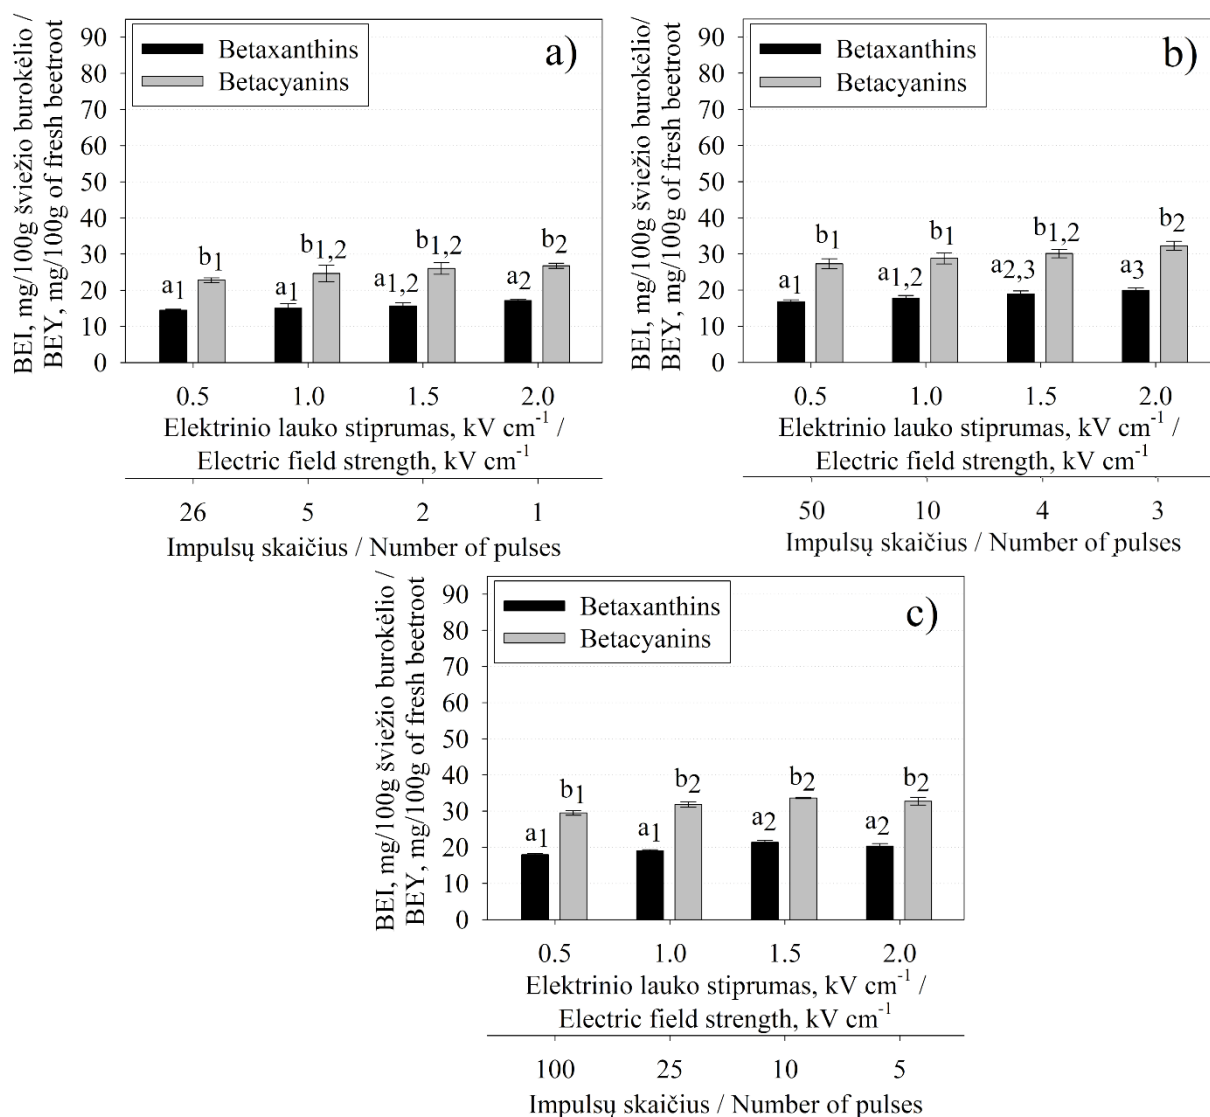 BEI, mg/100g šviežio burokėlio /
BEY, mg/100g of fresh beetroot
90
80
70
60
50
40
30
20
10
0
Betaxanthins
Betacyanins
a)
a1 b1 a1 b1,2 a1,2 b1,2 a2 b2
0.5 1.0 1.5 2.0
Elektrinio lauko stiprumas, kV cm-1 /
Electric field strength, kV cm-1
26 5 2 1
Impulsų skaičius / Number of pulses
BEI, mg/100g šviežio burokėlio /
BEY, mg/100g of fresh beetroot
90
80
70
60
50
40
30
20
10
0
Betaxanthins
Betacyanins
b)
a1 b1 a1,2 b1 a2,3 b1,2 a3 b2
0.5 1.0 1.5 2.0
Elektrinio lauko stiprumas, kV cm-1 /
Electric field strength, kV cm-1
50 10 4 3
Impulsų skaičius / Number of pulses
BEI, mg/100g šviežio burokėlio /
BEY, mg/100g of fresh beetroot
90
80
70
60
50
40
30
20
10
0
Betaxanthins
Betacyanins
c)
a1 b1 a1 b2 a2 b2 a2 b2
0.5 1.0 1.5 2.0
Elektrinio lauko stiprumas, kV cm-1 /
Electric field strength, kV cm-1
100 25 10 5
Impulsų skaičius / Number of pulses